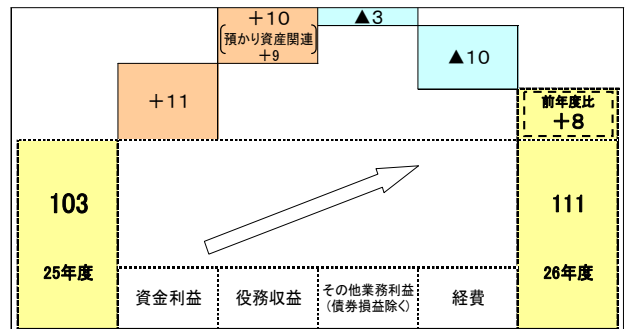 +10
預かり資産関連
+9
▲3
▲10
+11
前年度比
+8
103
25年度
111
26年度
資金利益
役務収益
その他業務利益
(債券損益除く)
経費